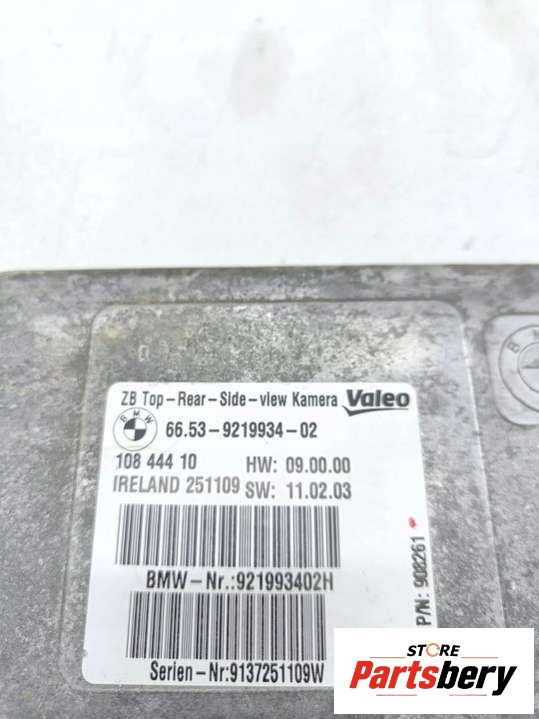 ZB Top-Rear-Side-view Kamera Valeo
BMW
66.53-9219934-02
108 444 10 HW: 09.00.00
IRELAND 251109 SW: 11.02.03
BMW-Nr.:921993402H
Serien-Nr:9137251109W
P/N: 908261
BMW
STORE
Partsbery